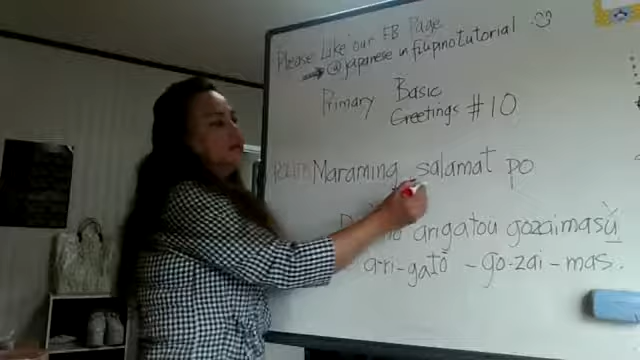 Please Like our FB Page
@japanese in filipino tutorial
Primary Basic
Greetings #10
Maraming salamat po
arigatou gozaimasu
ari-gatō-go-zai-mas.